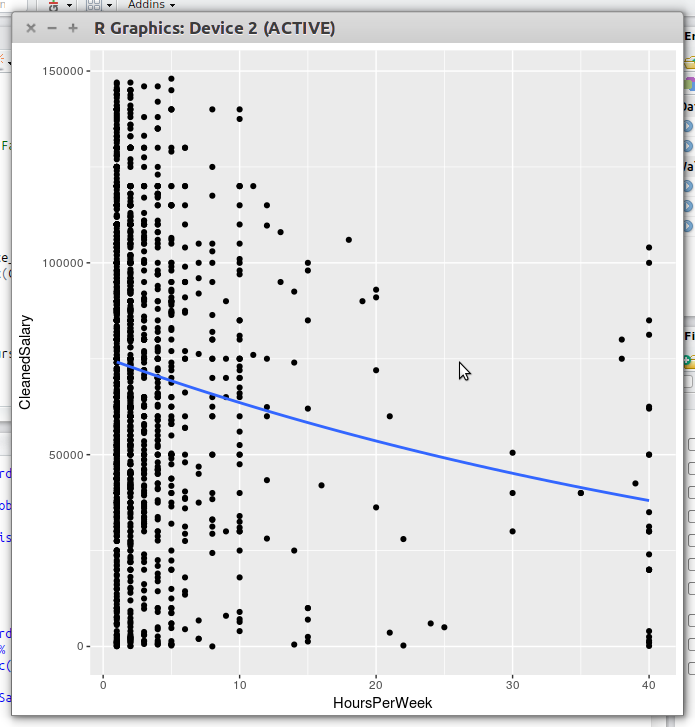 Addins
R Graphics: Device 2 (ACTIVE)
150000
100000
50000
0
CleanedSalary
0 10 20 30 40
HoursPerWeek